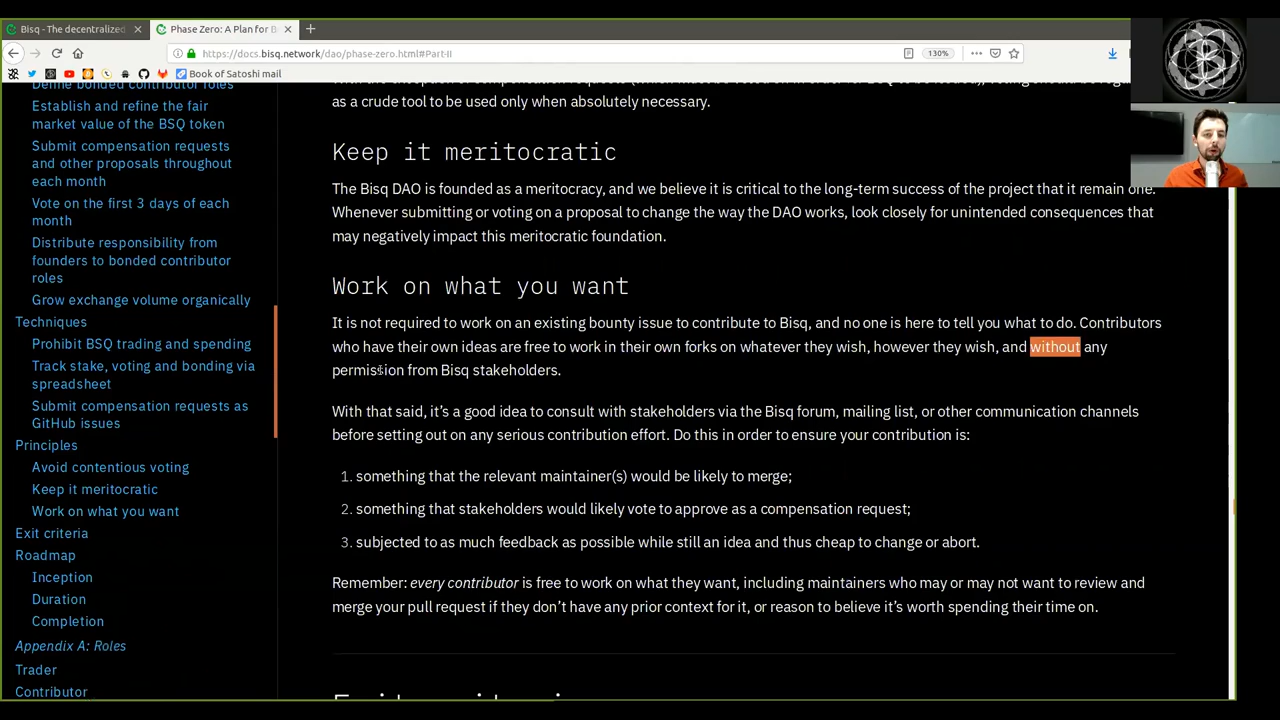 Bisq - The decentralized
Phase Zero: A Plan for B
https://docs.bisq.network/dao/phase-zero.html#Part-II
130%
Book of Satoshi mail
Define bonded contributor roles
Establish and refine the fair
market value of the BSQ token
Submit compensation requests
and other proposals throughout
each month
Vote on the first 3 days of each
month
Distribute responsibility from
founders to bonded contributor
roles
Grow exchange volume organically
Techniques
Prohibit BSQ trading and spending
Track stake, voting and bonding via
spreadsheet
Submit compensation requests as
GitHub issues
Principles
Avoid contentious voting
Keep it meritocratic
Work on what you want
Exit criteria
Roadmap
Inception
Duration
Completion
Appendix A: Roles
Trader
Contributor
as a crude tool to be used only when absolutely necessary.
Keep it meritocratic
The Bisq DAO is founded as a meritocracy, and we believe it is critical to the long-term success of the project that it remain one.
Whenever submitting or voting on a proposal to change the way the DAO works, look closely for unintended consequences that
may negatively impact this meritocratic foundation.
Work on what you want
It is not required to work on an existing bounty issue to contribute to Bisq, and no one is here to tell you what to do. Contributors
who have their own ideas are free to work in their own forks on whatever they wish, however they wish, and without any
permission from Bisq stakeholders.
With that said, it's a good idea to consult with stakeholders via the Bisq forum, mailing list, or other communication channels
before setting out on any serious contribution effort. Do this in order to ensure your contribution is:
1. something that the relevant maintainer(s) would be likely to merge;
2. something that stakeholders would likely vote to approve as a compensation request;
3. subjected to as much feedback as possible while still an idea and thus cheap to change or abort.
Remember: every contributor is free to work on what they want, including maintainers who may or may not want to review and
merge your pull request if they don't have any prior context for it, or reason to believe it's worth spending their time on.